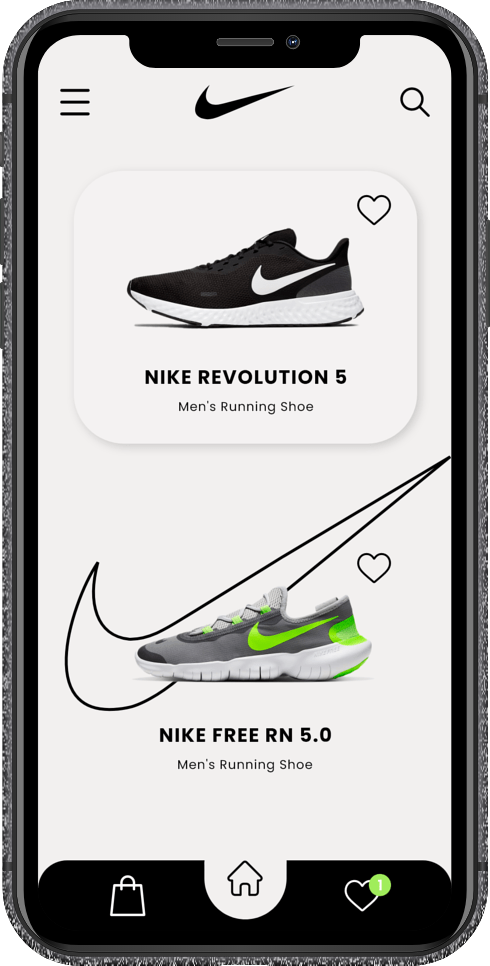 NIKE REVOLUTION 5
Men's Running Shoe
NIKE FREE RN 5.0
Men's Running Shoe
1